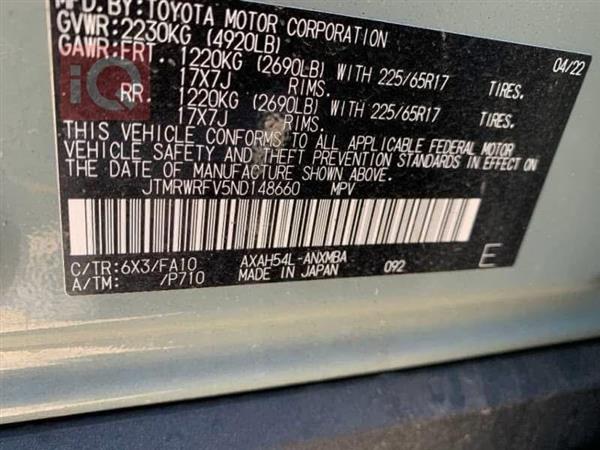 MFD. BY: TOYOTA MOTOR CORPORATION
GVWR: 2230KG (4920LB) 04/22
GAWR: FRT. 1220KG (2690LB) WITH 225/65R17 TIRES.
17X7J RIMS.
RR. 1220KG (2690LB) WITH 225/65R17 TIRES.
17X7J RIMS.
THIS VEHICLE CONFORMS TO ALL APPLICABLE FEDERAL MOTOR
VEHICLE SAFETY AND THEFT PREVENTION STANDARDS IN EFFECT ON
THE DATE OF MANUFACTURE SHOWN ABOVE.
JTMRWRFV5ND148660 MPV
C/TR: 6X3/FA10 AXAH54L-ANXMBA
A/TM: /P710 MADE IN JAPAN 092 E
iQ